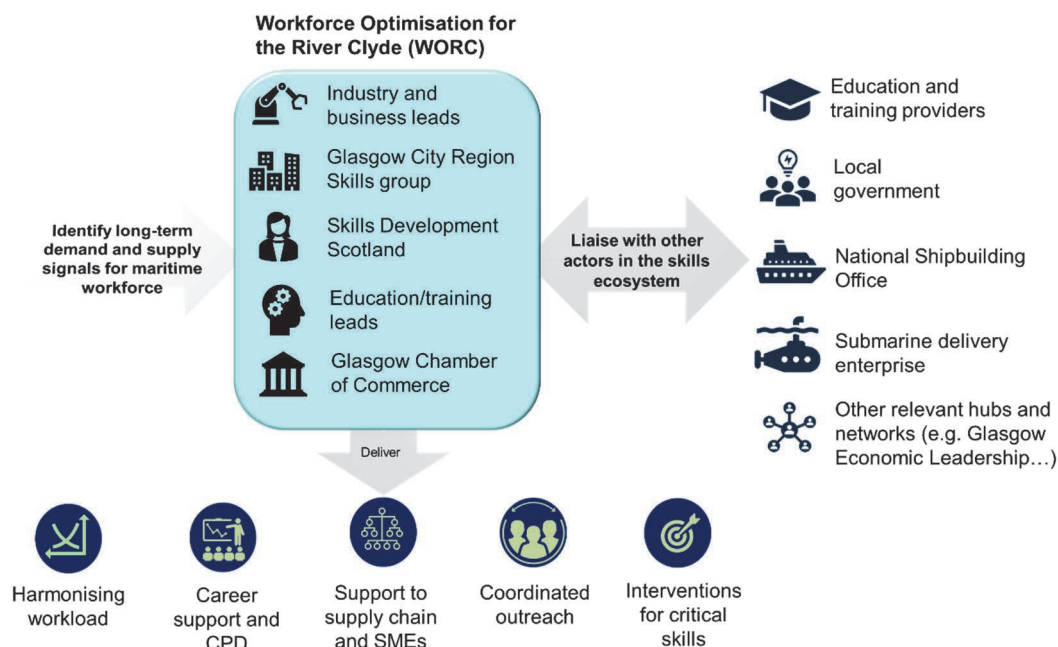 Workforce Optimisation for
the River Clyde (WORC)
Industry and
business leads
Glasgow City Region
Skills group
Skills Development
Scotland
Education/training
leads
Glasgow Chamber
of Commerce
Identify long-term
demand and supply
signals for maritime
workforce
Liaise with other
actors in the skills
ecosystem
Education and
training providers
Local
government
National Shipbuilding
Office
Submarine delivery
enterprise
Other relevant hubs and
networks (e.g. Glasgow
Economic Leadership…)
Deliver
Harmonising
workload
Career
support and
CPD
Support to
supply chain
and SMEs
Coordinated
outreach
Interventions
for critical
skills